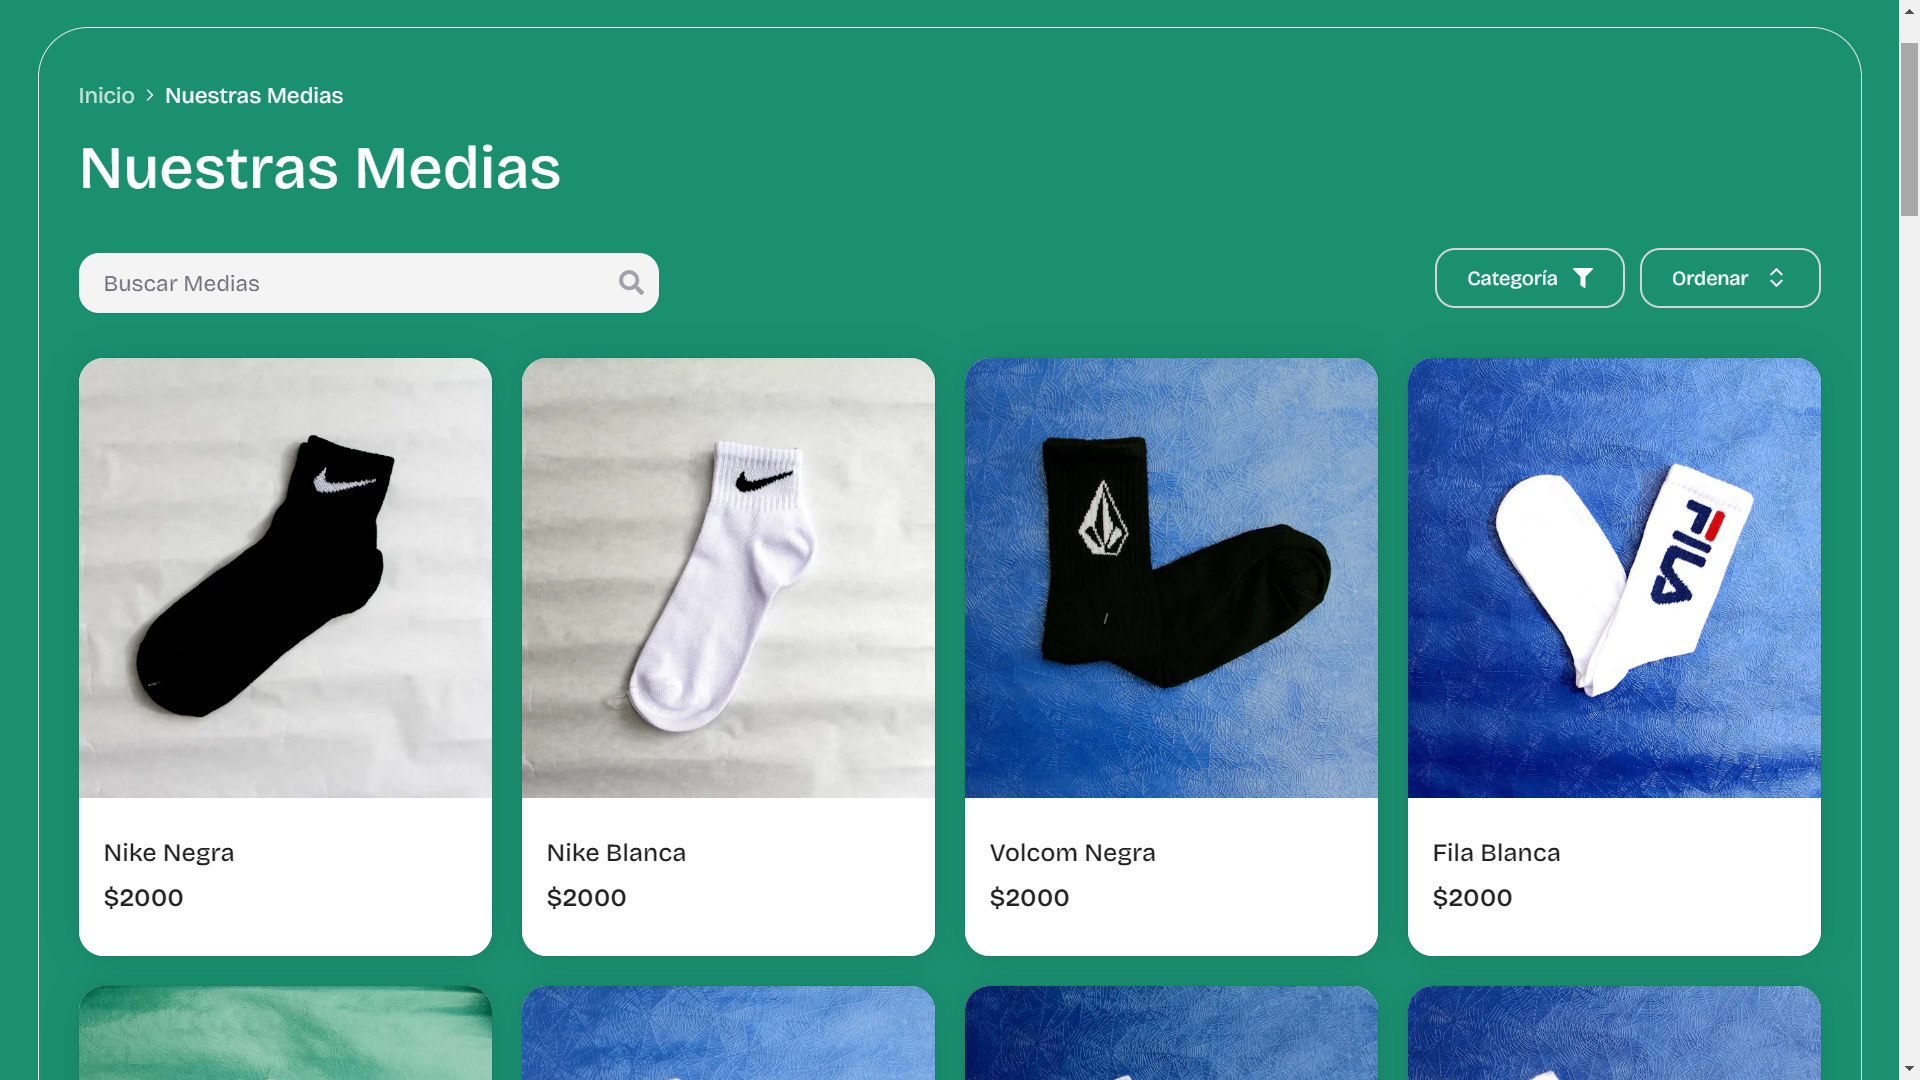 Inicio > Nuestras Medias
Nuestras Medias
Buscar Medias
Categoría
Ordenar
FILA
Nike Negra
$2000
Nike Blanca
$2000
Volcom Negra
$2000
Fila Blanca
$2000